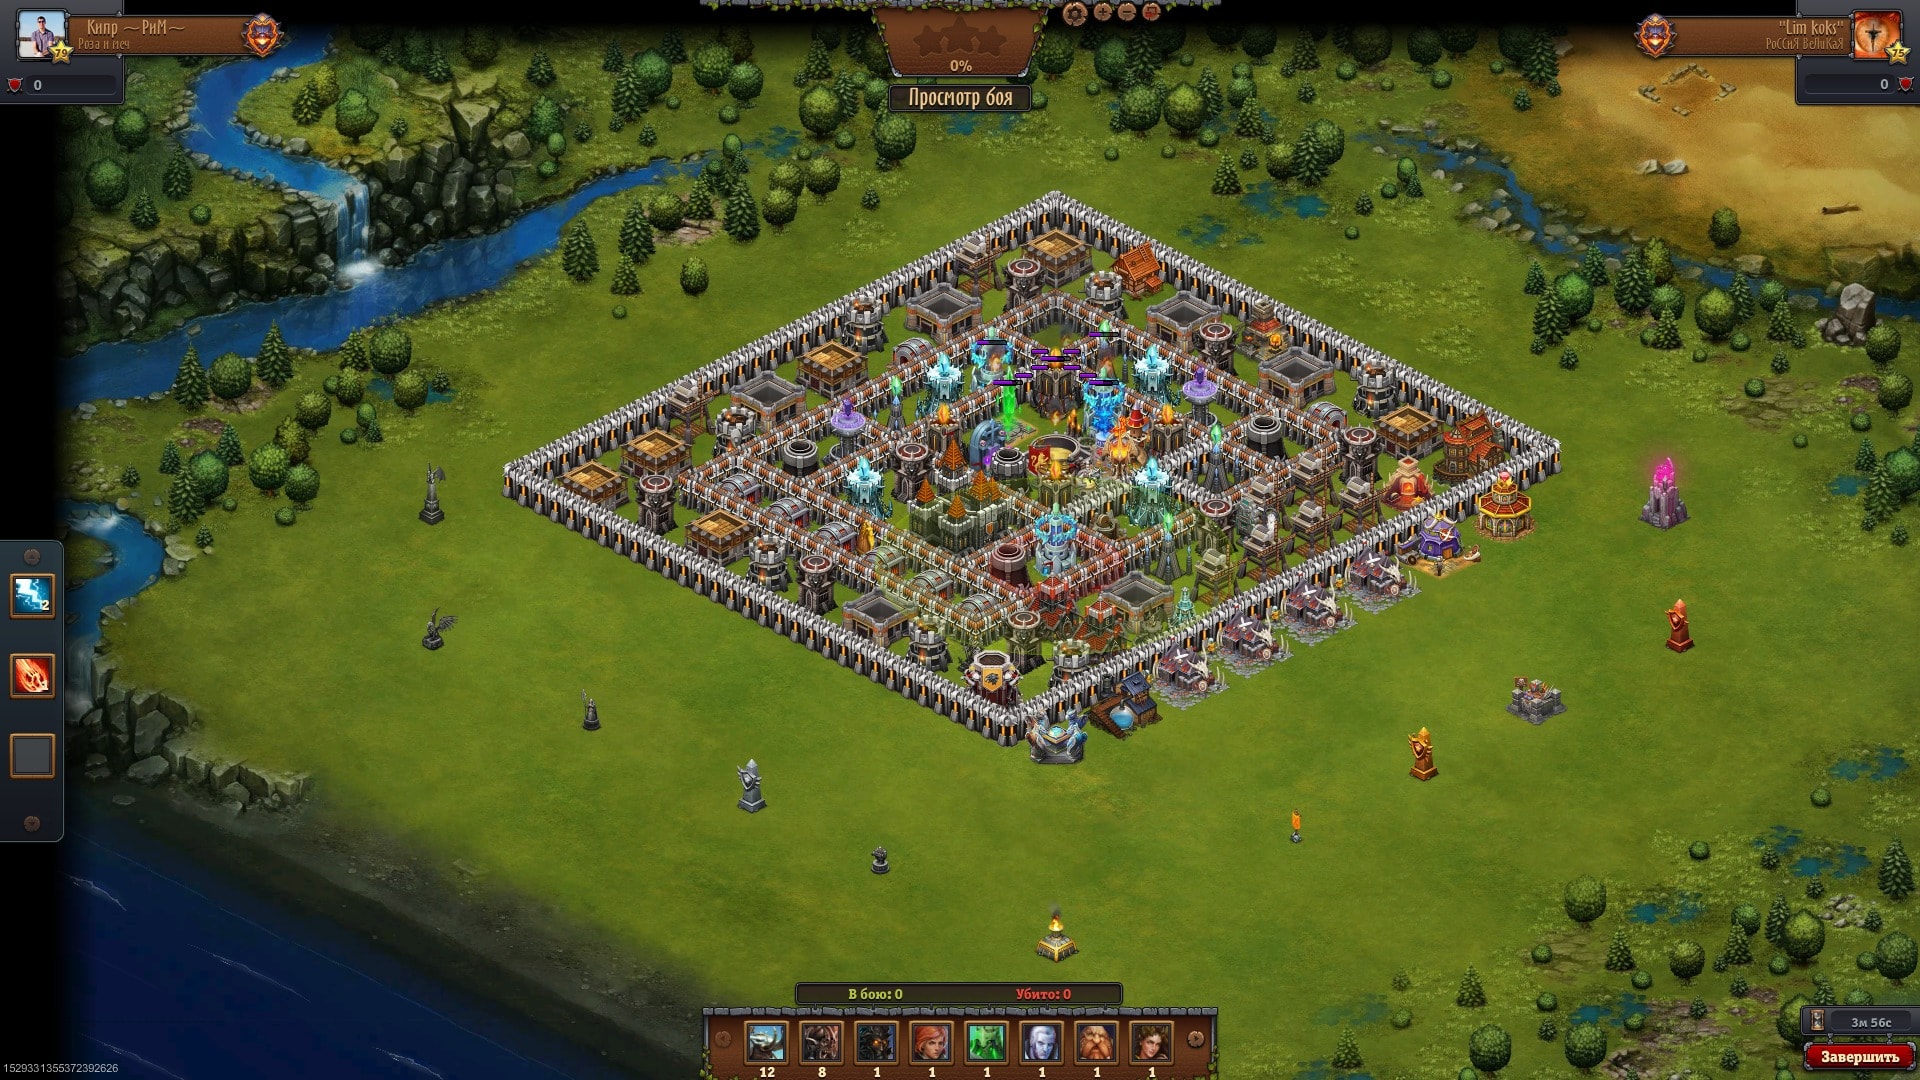 Кипр ~РиМ~
Роза и меч
79
0
0%
Просмотр боя
"Lim koks"
РоССиЯ ВеЛиКаЯ
75
0
2
В бою: 0
Убито: 0
12 8 1 1 1 1 1 1
3м 56с
Завершить
1529331355372392626